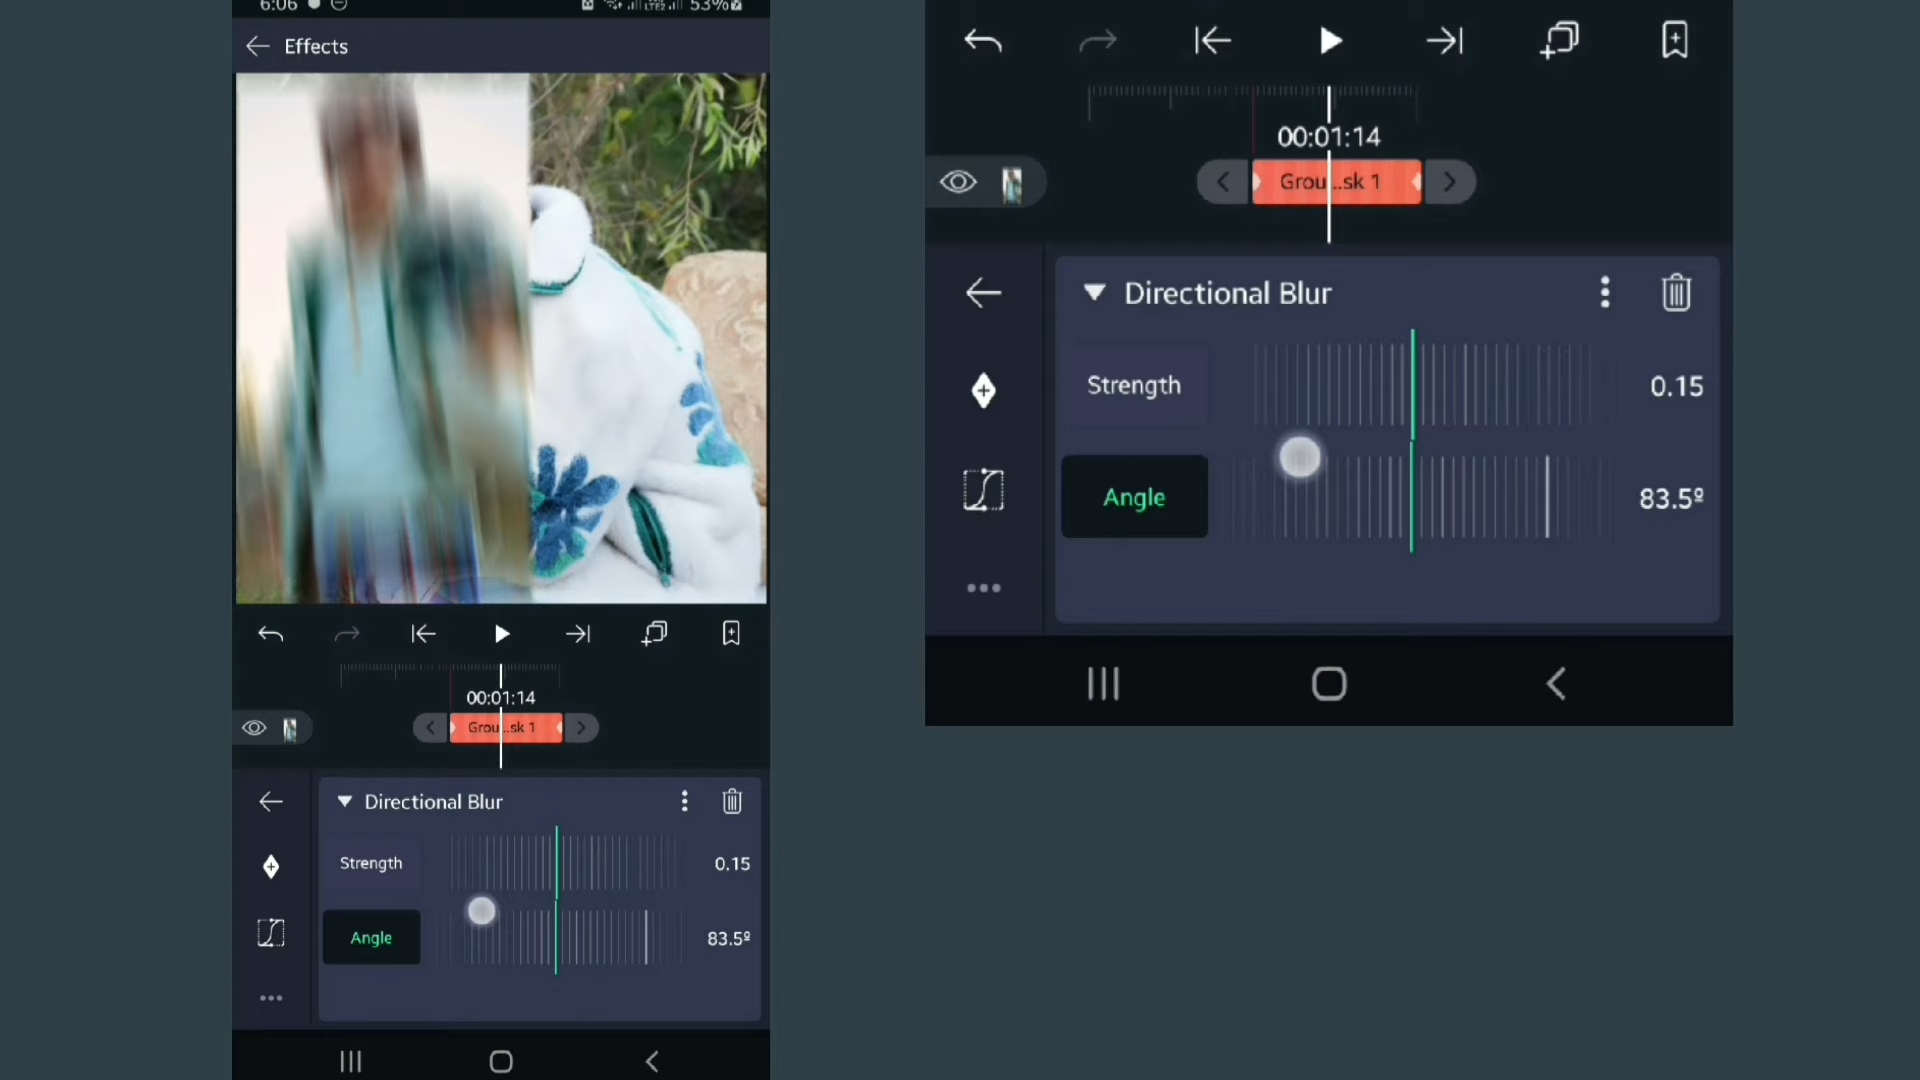 6:06
LTE2 53%
Effects
00:01:14
Grou...sk 1
Directional Blur
Strength
0.15
Angle
83.5º
00:01:14
Grou...sk 1
Directional Blur
Strength
0.15
Angle
83.5º